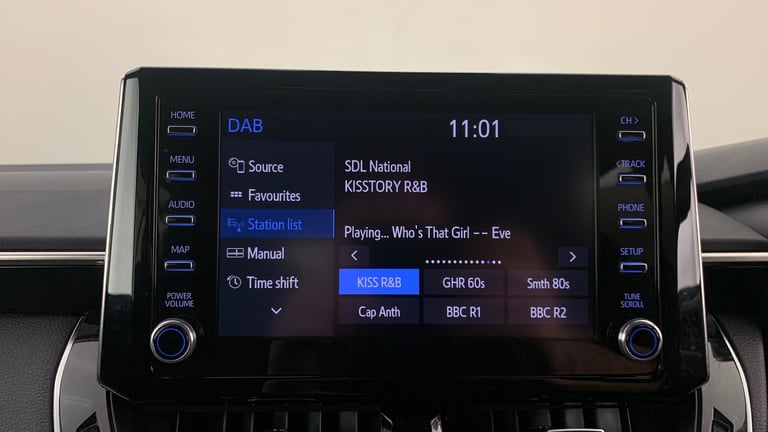 HOME
MENU
AUDIO
MAP
POWER
VOLUME
DAB
11:01
Source
Favourites
Station list
Manual
Time shift
SDL National
KISSTORY R&B
Playing... Who's That Girl -- Eve
<
>
KISS R&B
GHR 60s
Smth 80s
Cap Anth
BBC R1
BBC R2
CH >
<TRACK
PHONE
SETUP
TUNE
SCROLL